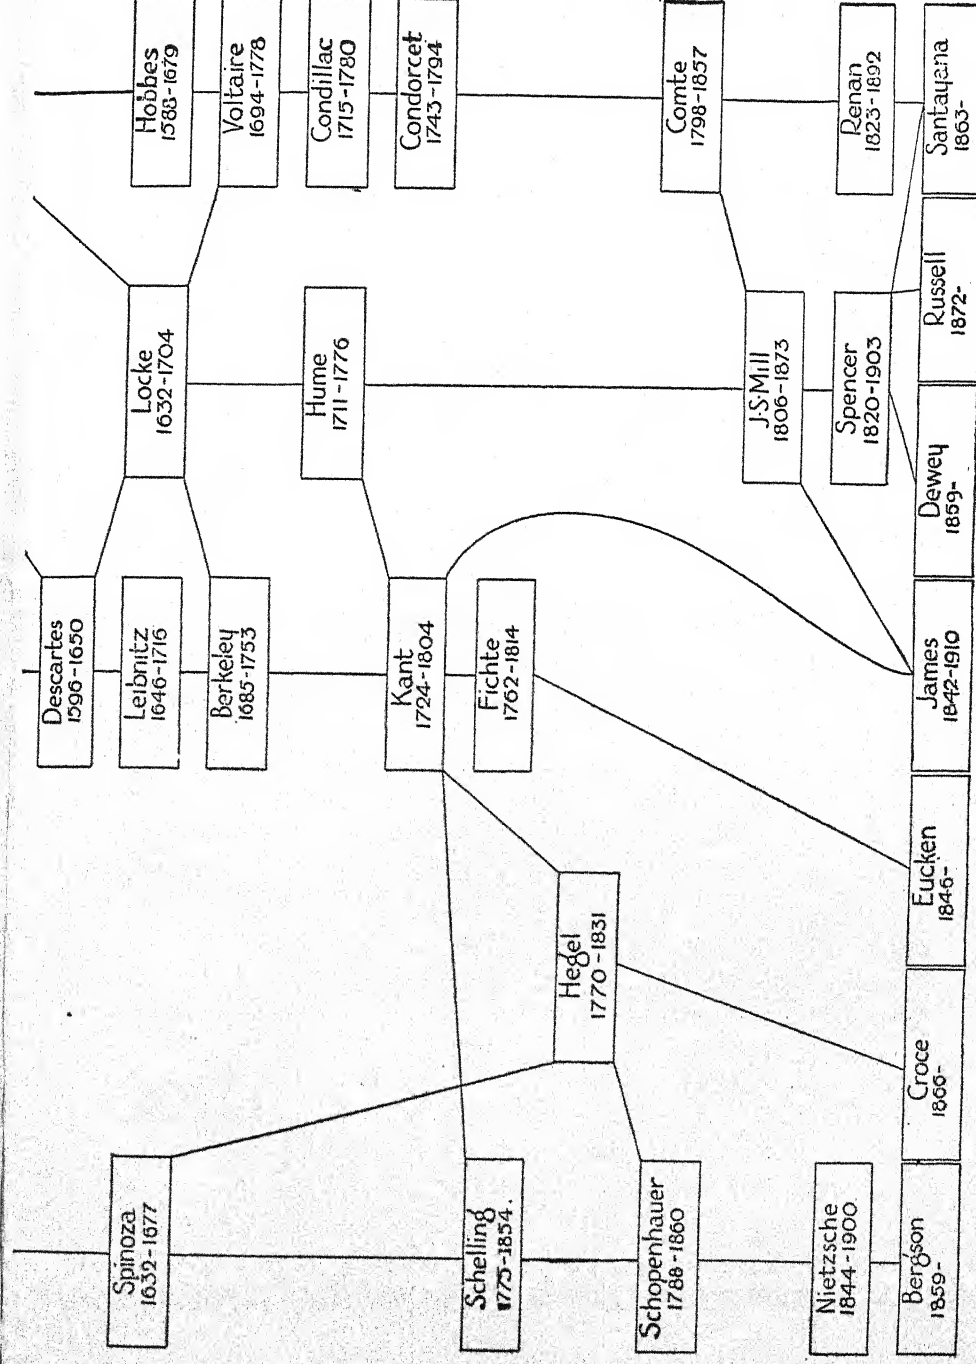 Hobbes
1588-1679
Voltaire
1694-1778
Condillac
1715-1780
Condorcet
1743-1794
Comte
1798-1857
Renan
1823-1892
Santayana
1863-
Locke
1632-1704
Hume
1711-1776
J.S.Mill
1806-1873
Spencer
1820-1903
Russell
1872-
Dewey
1859-
Descartes
1596-1650
Leibnitz
1646-1716
Berkeley
1685-1753
Kant
1724-1804
Fichte
1762-1814
James
1842-1910
Eucken
1846-
Hegel
1770-1831
Croce
1866-
Spinoza
1632-1677
Schelling
1775-1854.
Schopenhauer
1788-1860
Nietzsche
1844-1900
Bergson
1859-